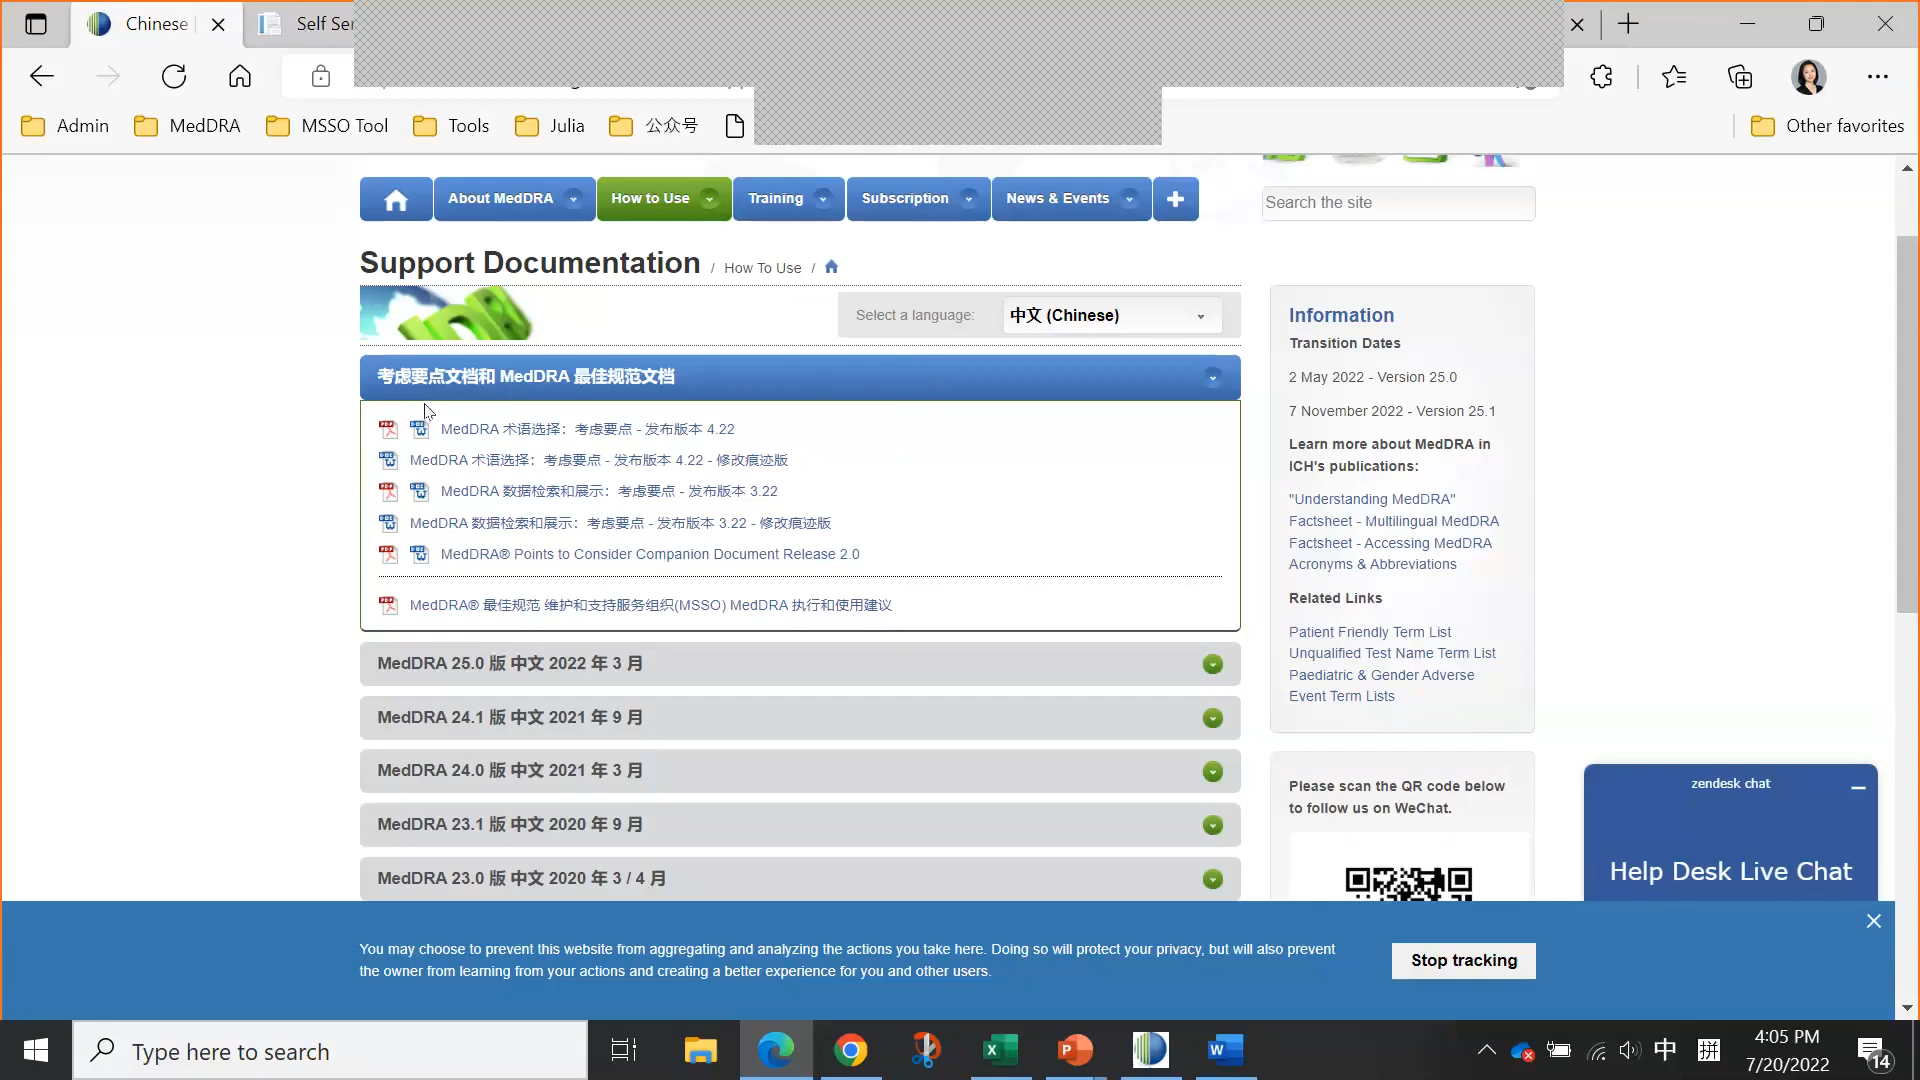 Chinese
Self Ser
Admin
MedDRA
MSSO Tool
Tools
Julia
公众号
Other favorites
About MedDRA
How to Use
Training
Subscription
News & Events
Search the site
Support Documentation / How To Use /
Select a language:
中文 (Chinese)
考虑要点文档和 MedDRA 最佳规范文档
MedDRA 术语选择：考虑要点 - 发布版本 4.22
MedDRA 术语选择：考虑要点 - 发布版本 4.22 - 修改痕迹版
MedDRA 数据检索和展示：考虑要点 - 发布版本 3.22
MedDRA 数据检索和展示：考虑要点 - 发布版本 3.22 - 修改痕迹版
MedDRA® Points to Consider Companion Document Release 2.0
MedDRA® 最佳规范 维护和支持服务组织(MSSO) MedDRA 执行和使用建议
MedDRA 25.0 版 中文 2022 年 3 月
MedDRA 24.1 版 中文 2021 年 9 月
MedDRA 24.0 版 中文 2021 年 3 月
MedDRA 23.1 版 中文 2020 年 9 月
MedDRA 23.0 版 中文 2020 年 3 / 4 月
Information
Transition Dates
2 May 2022 - Version 25.0
7 November 2022 - Version 25.1
Learn more about MedDRA in
ICH's publications:
"Understanding MedDRA"
Factsheet - Multilingual MedDRA
Factsheet - Accessing MedDRA
Acronyms & Abbreviations
Related Links
Patient Friendly Term List
Unqualified Test Name Term List
Paediatric & Gender Adverse
Event Term Lists
Please scan the QR code below
to follow us on WeChat.
zendesk chat
Help Desk Live Chat
You may choose to prevent this website from aggregating and analyzing the actions you take here. Doing so will protect your privacy, but will also prevent
the owner from learning from your actions and creating a better experience for you and other users.
Stop tracking
Type here to search
中
拼
4:05 PM
7/20/2022
14